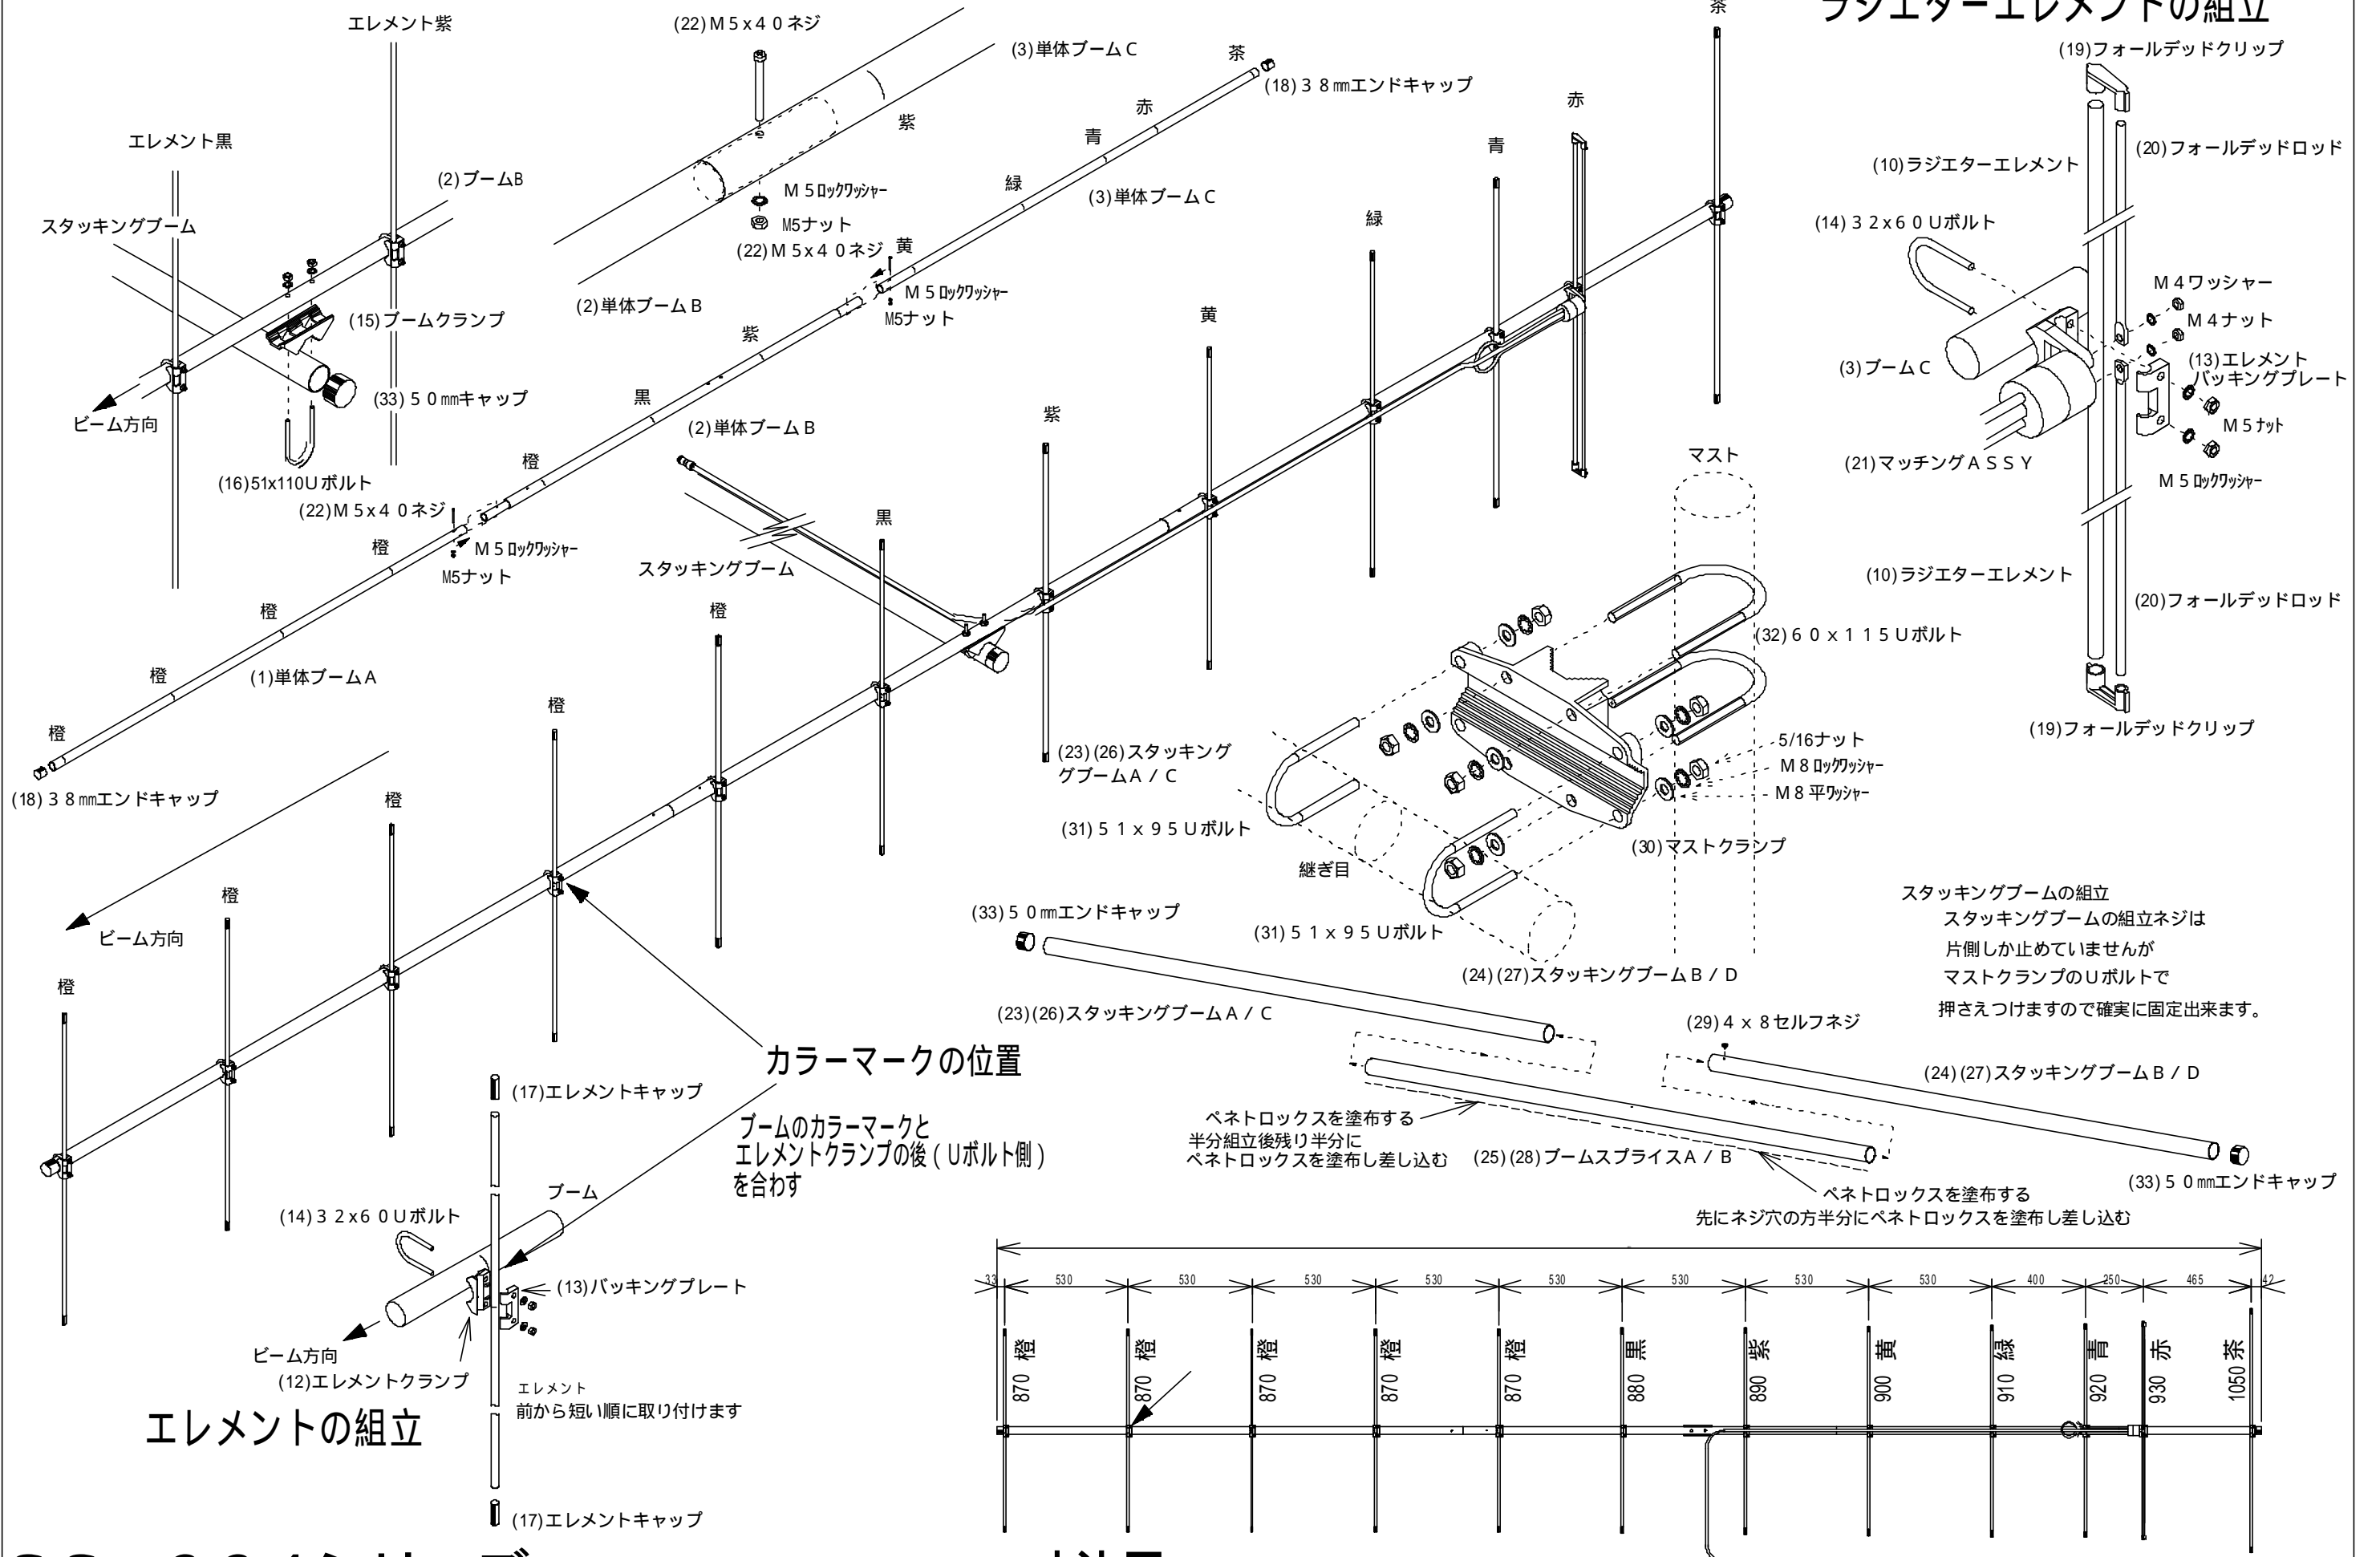 ラジエターエレメントの組立
エレメント紫
(22)M5x40ネジ
(3)単体ブームC
茶
(18)38㎜エンドキャップ
茶
(19)フォールデッドクリップ
エレメント黒
紫
赤
青
赤
青
(20)フォールデッドロッド
(10)ラジエターエレメント
(2)ブームB
M5ロックワッシャー
緑
(3)単体ブームC
緑
(14)32x60Uボルト
スタッキングブーム
M5ナット
(22)M5x40ネジ
黄
M4ワッシャー
M5ロックワッシャー
M5ナット
(2)単体ブームB
(15)ブームクランプ
黄
M4ナット
紫
(3)ブームC
(13)エレメント
バッキングプレート
(33)50㎜キャップ
黒
ビーム方向
(2)単体ブームB
紫
M5ナット
橙
マスト
(21)マッチングASSY
(16)51x110Uボルト
(22)M5x40ネジ
M5ロックワッシャー
黒
橙
M5ロックワッシャー
M5ナット
スタッキングブーム
(10)ラジエターエレメント
橙
橙
(20)フォールデッドロッド
(32)60x115Uボルト
橙
(1)単体ブームA
橙
橙
(19)フォールデッドクリップ
(23)(26)スタッキング
グブームA/C
5/16ナット
M8ロックワッシャー
M8平ワッシャー
(18)38㎜エンドキャップ
橙
(31)51x95Uボルト
(30)マストクランプ
継ぎ目
橙
(33)50㎜エンドキャップ
ビーム方向
(31)51x95Uボルト
スタッキングブームの組立
スタッキングブームの組立ネジは
片側しか止めていませんが
マストクランプのUボルトで
押さえつけますので確実に固定出来ます。
橙
(24)(27)スタッキングブームB/D
(23)(26)スタッキングブームA/C
(29)4x8セルフネジ
カラーマークの位置
(24)(27)スタッキングブームB/D
(17)エレメントキャップ
ブームのカラーマークと
エレメントクランプの後(Uボルト側)
を合わす
ペネトロックスを塗布する
半分組立後残り半分に
ペネトロックスを塗布し差し込む
(25)(28)ブームスプライスA/B
(33)50㎜エンドキャップ
ペネトロックスを塗布する
先にネジ穴の方半分にペネトロックスを塗布し差し込む
ブーム
(14)32x60Uボルト
(13)バッキングプレート
33 530 530 530 530 530 530 530 530 400 250 465 42
ビーム方向
(12)エレメントクランプ
870 橙
870 橙
870 橙
870 橙
870 橙
880 黒
890 紫
900 黄
910 緑
920 青
930 赤
1050 茶
エレメント
前から短い順に取り付けます
エレメントの組立
(17)エレメントキャップ